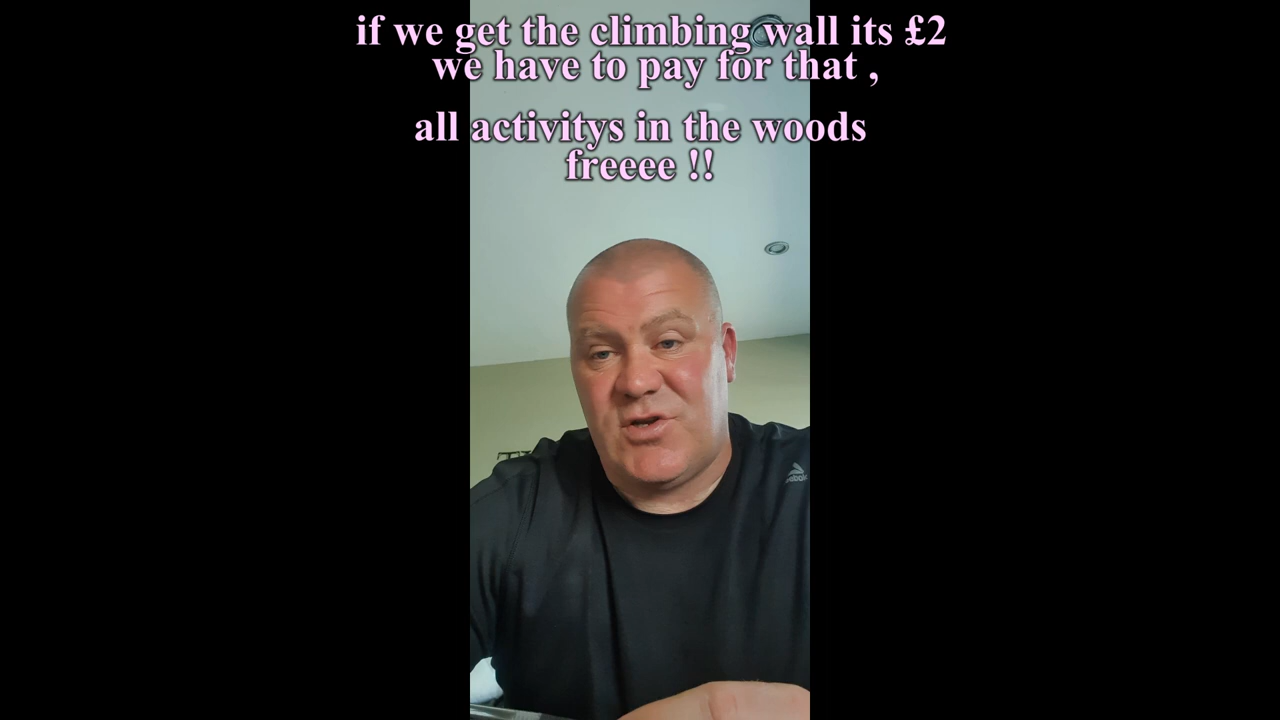 if we get the climbing wall its £2
we have to pay for that ,
all activitys in the woods
freeee !!